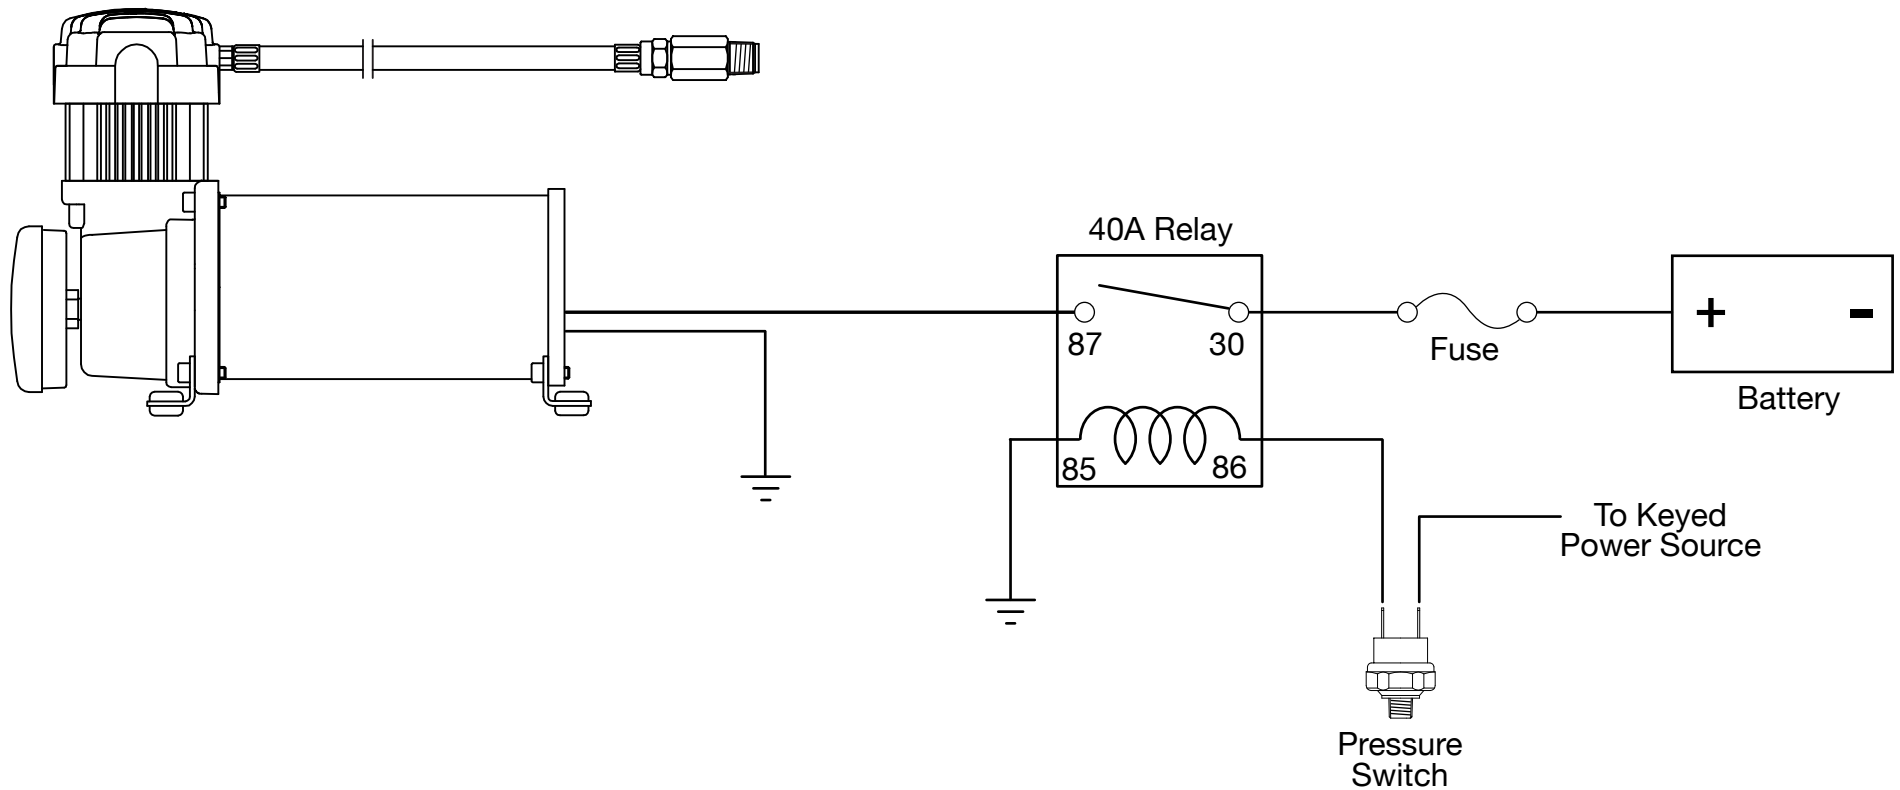 40A Relay
87
30
Fuse
+
-
Battery
85
86
To Keyed
Power Source
Pressure
Switch